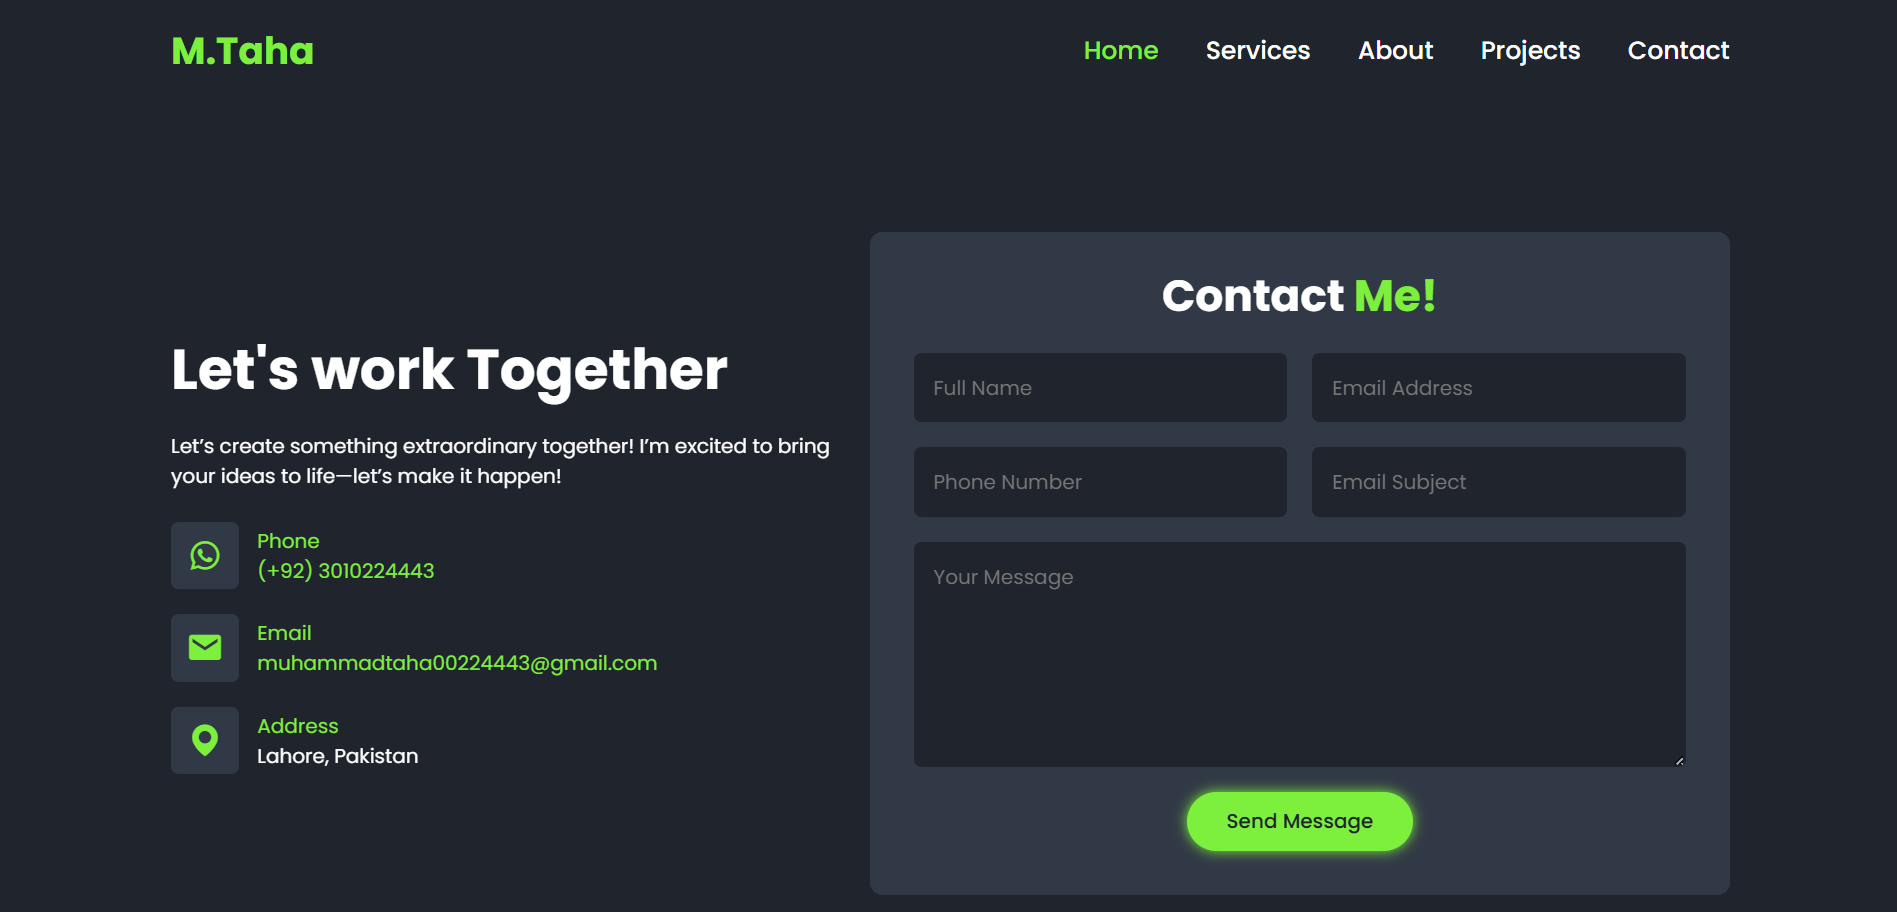 M.Taha
Home Services About Projects Contact
Let's work Together
Let’s create something extraordinary together! I’m excited to bring
your ideas to life—let’s make it happen!
Phone
(+92) 3010224443
Email
muhammadtaha00224443@gmail.com
Address
Lahore, Pakistan
Contact Me!
Full Name
Email Address
Phone Number
Email Subject
Your Message
Send Message